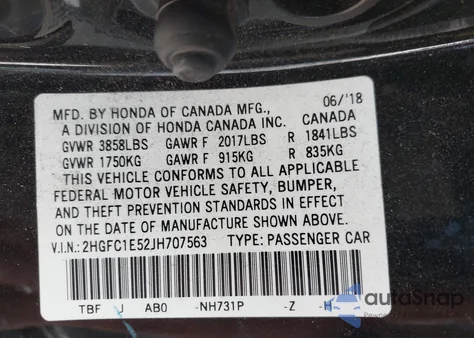 MFD. BY HONDA OF CANADA MFG., 06/'18
A DIVISION OF HONDA CANADA INC. CANADA
GVWR 3858LBS GAWR F 2017LBS R 1841LBS
GVWR 1750KG GAWR F 915KG R 835KG
THIS VEHICLE CONFORMS TO ALL APPLICABLE
FEDERAL MOTOR VEHICLE SAFETY, BUMPER,
AND THEFT PREVENTION STANDARDS IN EFFECT
ON THE DATE OF MANUFACTURE SHOWN ABOVE.
V.I.N.: 2HGFC1E52JH707563 TYPE: PASSENGER CAR
TBF J AB0 -NH731P -Z -H
autoSnap